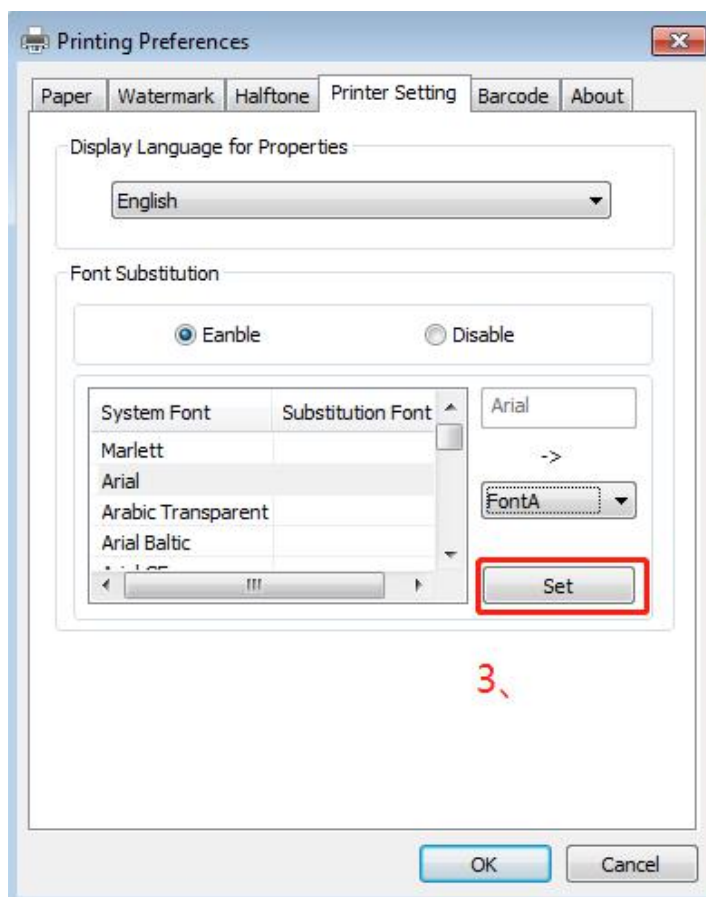 Printing Preferences
Paper Watermark Halftone Printer Setting Barcode About
Display Language for Properties
English
Font Substitution
Eanble Disable
System Font Substitution Font
Marlett
Arial
Arabic Transparent
Arial Baltic
Arial
->
FontA
Set
3、
OK Cancel